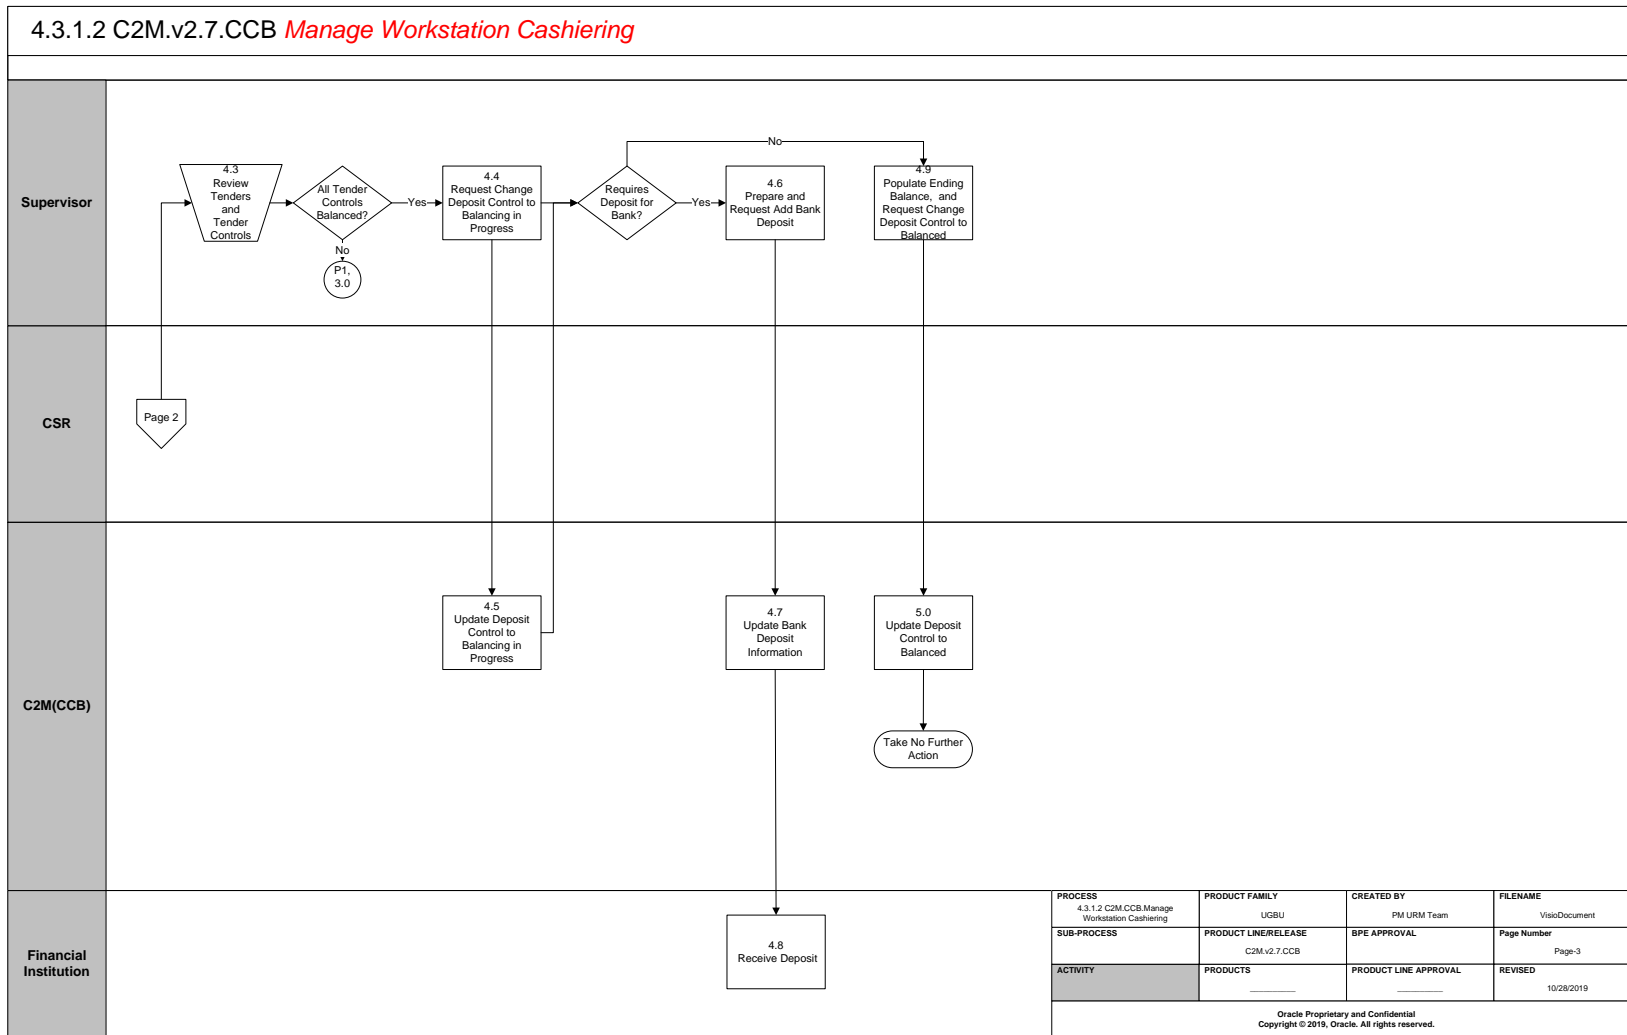 4.3.1.2 C2M.v2.7.CCB Manage Workstation Cashiering
Supervisor
4.3
Review
Tenders
and
Tender
Controls
All Tender
Controls
Balanced?
Yes
No
P1,
3.0
4.4
Request Change
Deposit Control to
Balancing in
Progress
Requires
Deposit for
Bank?
No
Yes
4.6
Prepare and
Request Add Bank
Deposit
4.9
Populate Ending
Balance, and
Request Change
Deposit Control to
Balanced
CSR
Page 2
C2M(CCB)
4.5
Update Deposit
Control to
Balancing in
Progress
4.7
Update Bank
Deposit
Information
5.0
Update Deposit
Control to
Balanced
Take No Further
Action
Financial
Institution
4.8
Receive Deposit
PROCESS
4.3.1.2 C2M.CCB.Manage
Workstation Cashiering
PRODUCT FAMILY
UGBU
CREATED BY
PM URM Team
FILENAME
VisioDocument
SUB-PROCESS
PRODUCT LINE/RELEASE
C2M.v2.7.CCB
BPE APPROVAL
Page Number
Page-3
ACTIVITY
PRODUCTS
PRODUCT LINE APPROVAL
REVISED
10/28/2019
Oracle Proprietary and Confidential
Copyright © 2019, Oracle. All rights reserved.